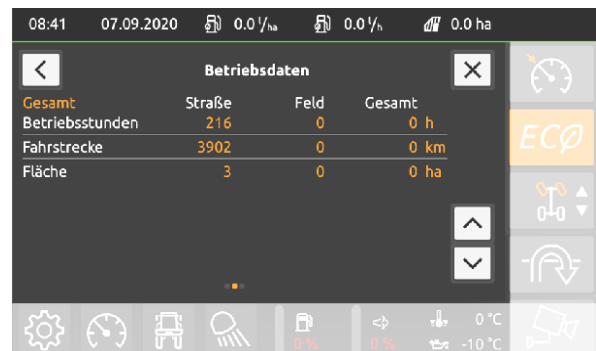 08:41 07.09.2020 0.0 l/ha 0.0 l/h 0.0 ha
Betriebsdaten
Gesamt Straße Feld Gesamt
Betriebsstunden 216 0 0 h
Fahrstrecke 3902 0 0 km
Fläche 3 0 0 ha
ECO
0 % 0 % 0 °C
-10 °C